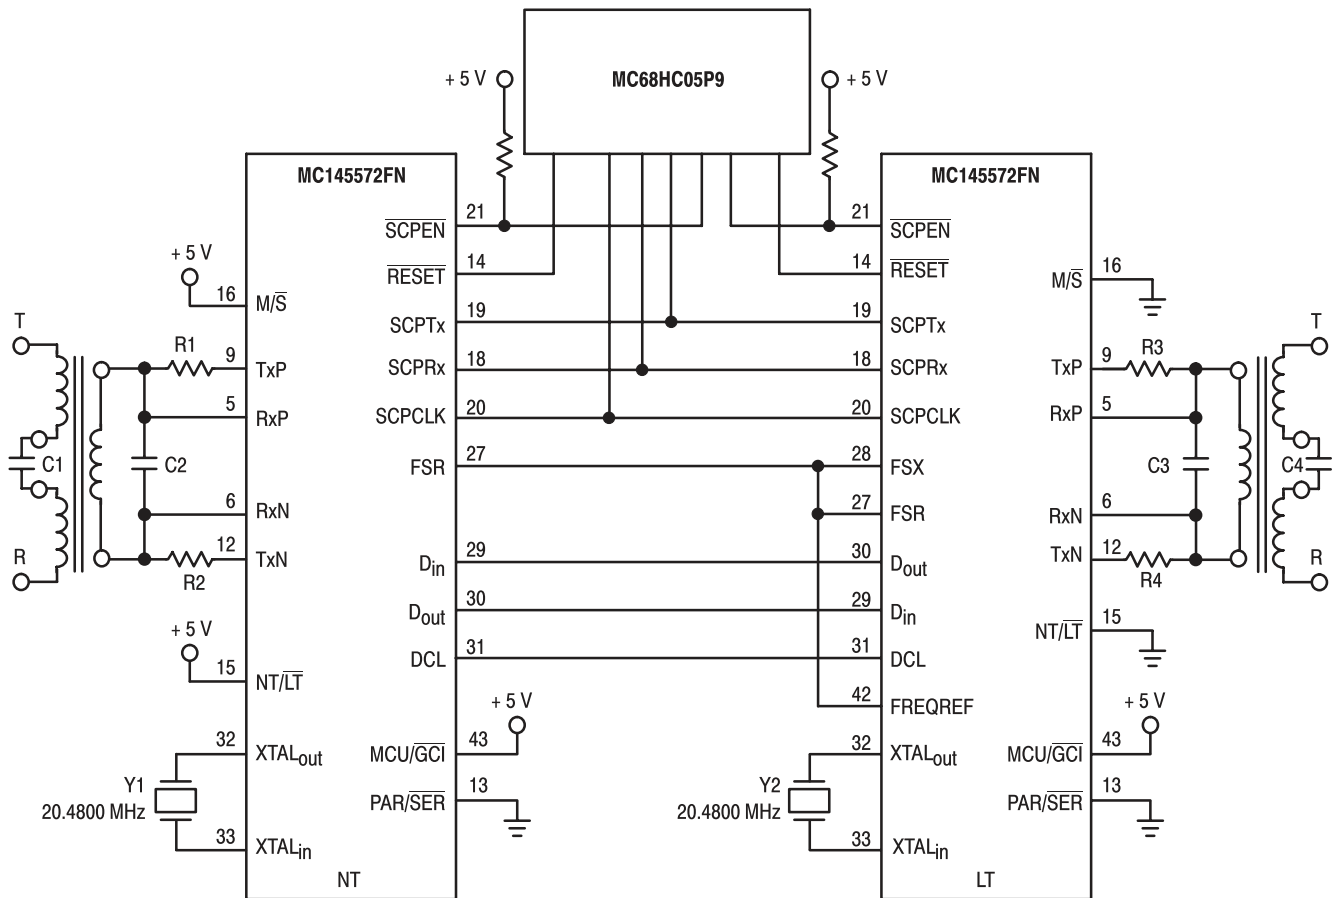 MC68HC05P9
+ 5 V
+ 5 V
MC145572FN
21
SCPEN
14
RESET
+ 5 V
16
M/S
19
SCPTx
T
R1
9
TxP
18
SCPRx
5
RxP
20
SCPCLK
C1
C2
27
FSR
6
RxN
R
12
TxN
R2
29
Din
30
Dout
+ 5 V
15
NT/LT
31
DCL
+ 5 V
32
XTALout
43
MCU/GCI
Y1
20.4800 MHz
13
PAR/SER
33
XTALin
NT
MC145572FN
21
SCPEN
14
RESET
16
M/S
19
SCPTx
T
R3
9
TxP
18
SCPRx
5
RxP
20
SCPCLK
28
FSX
C3
C4
27
FSR
6
RxN
R
12
TxN
R4
30
Dout
29
Din
15
NT/LT
31
DCL
42
FREQREF
+ 5 V
32
XTALout
43
MCU/GCI
Y2
20.4800 MHz
13
PAR/SER
33
XTALin
LT